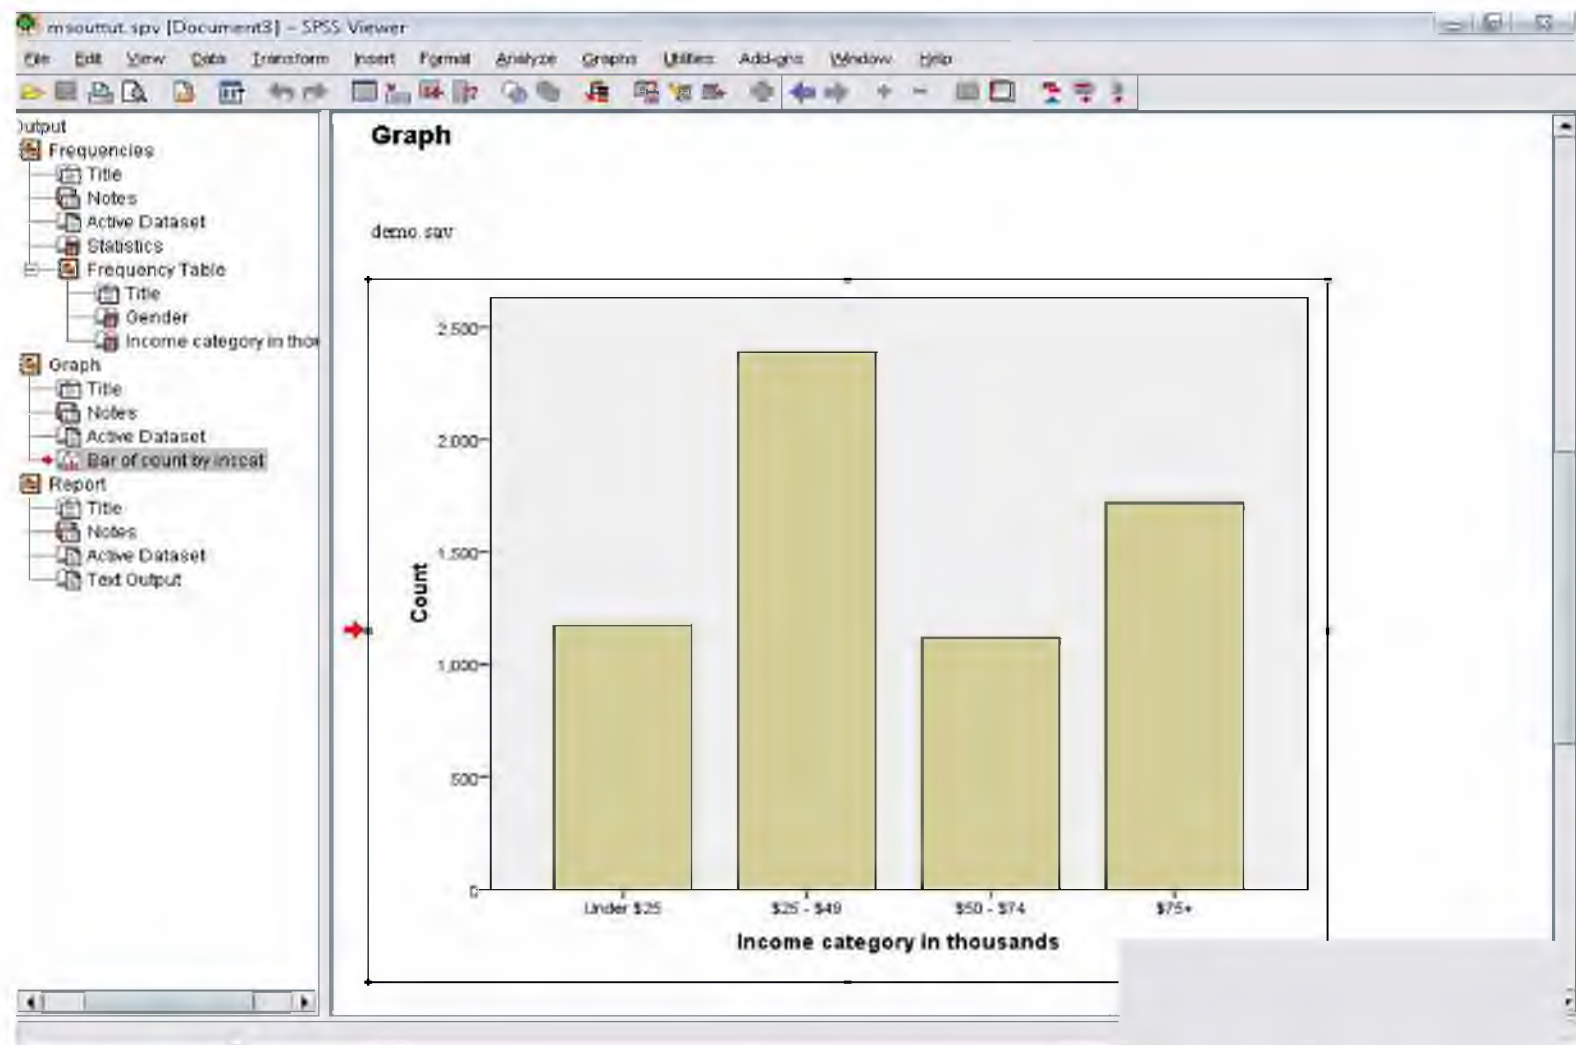 msouttut.spv [Document3] - SPSS Viewer
File Edit View Data Transform Insert Format Analyze Graphs Utilities Add-ons Window Help
Output
Frequencies
Title
Notes
Active Dataset
Statistics
Frequency Table
Title
Gender
Income category in thou
Graph
Title
Notes
Active Dataset
Bar of count by inccat
Report
Title
Notes
Active Dataset
Text Output
Graph
demo.sav
2,500
2,000
1,500
1,000
500
0
Count
Under $25 $25 - $49 $50 - $74 $75+
Income category in thousands